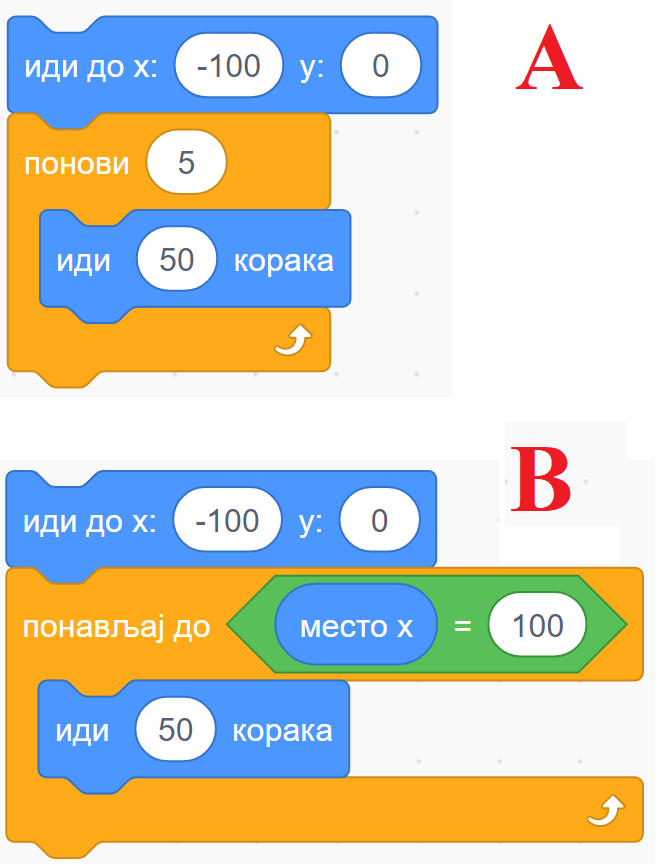 иди до x: -100 y: 0
A
понови 5
иди 50 корака
B
иди до x: -100 y: 0
понављај до место x = 100
иди 50 корака